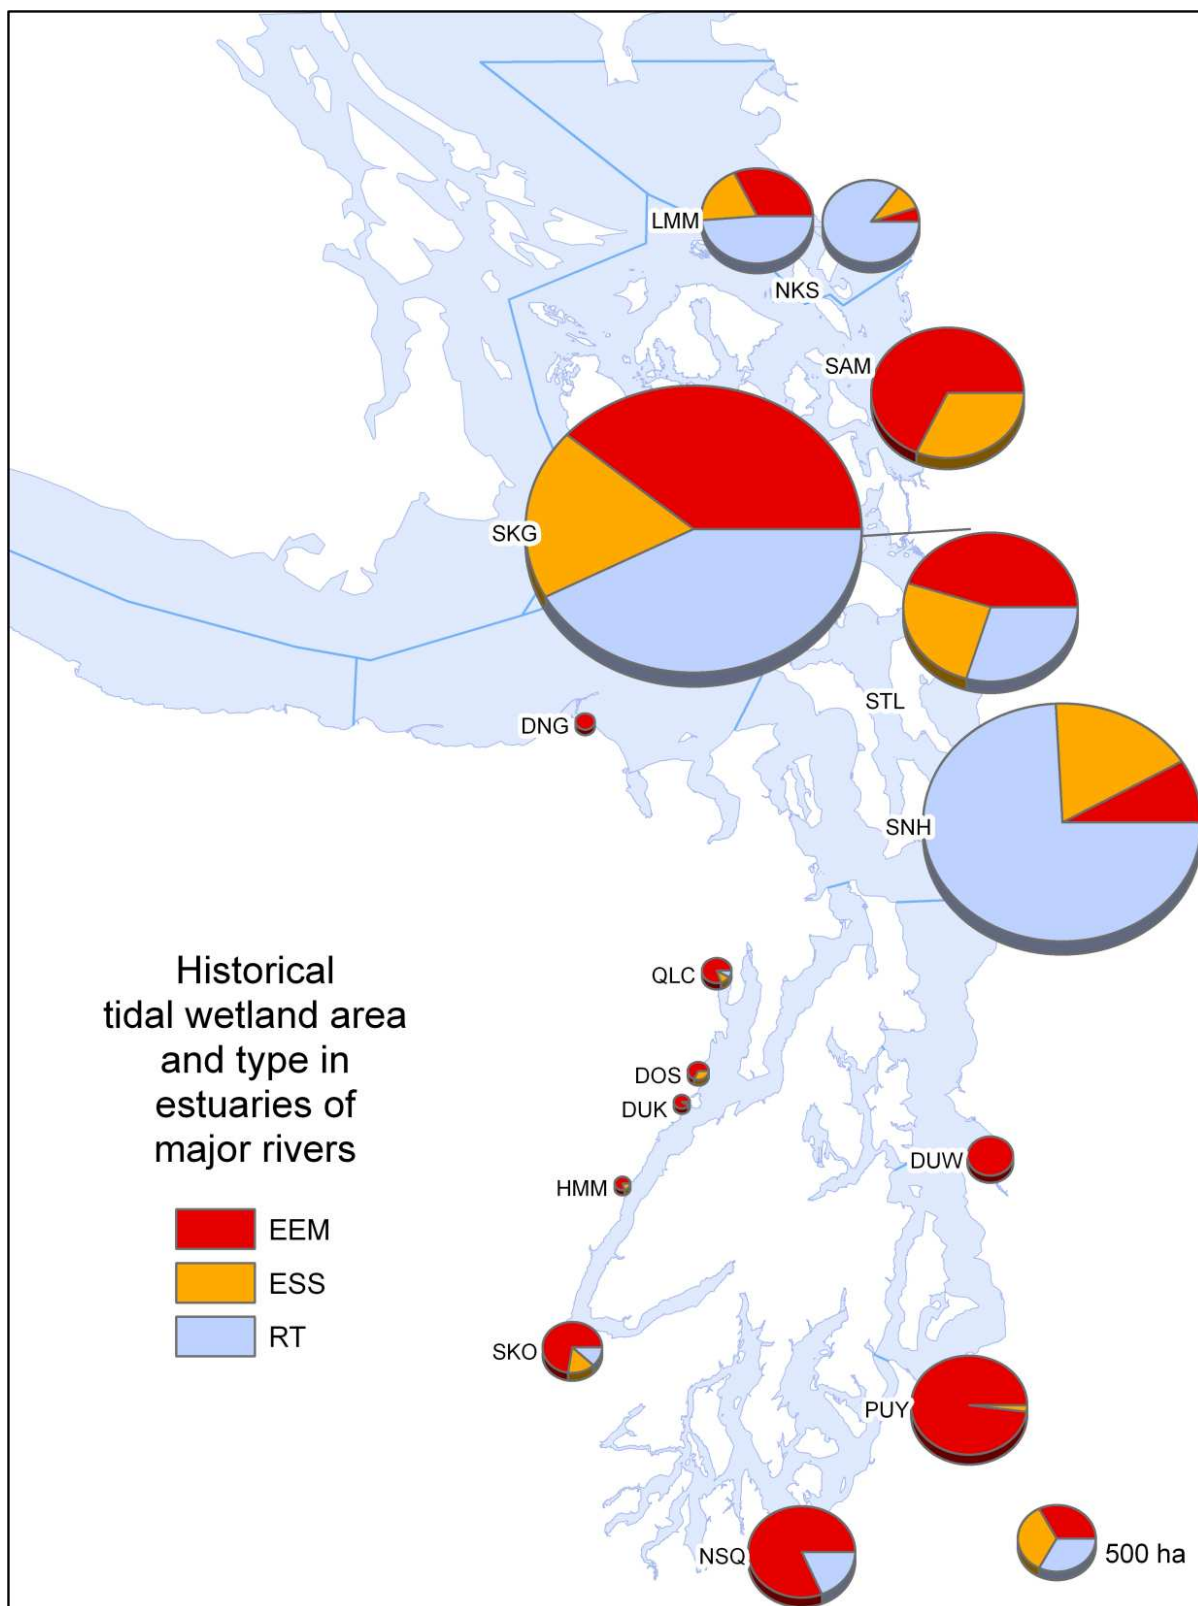 LMM
NKS
SAM
SKG
STL
DNG
SNH
Historical
tidal wetland area
and type in
estuaries of
major rivers
EEM
ESS
RT
QLC
DOS
DUK
HMM
DUW
SKO
PUY
NSQ
500 ha